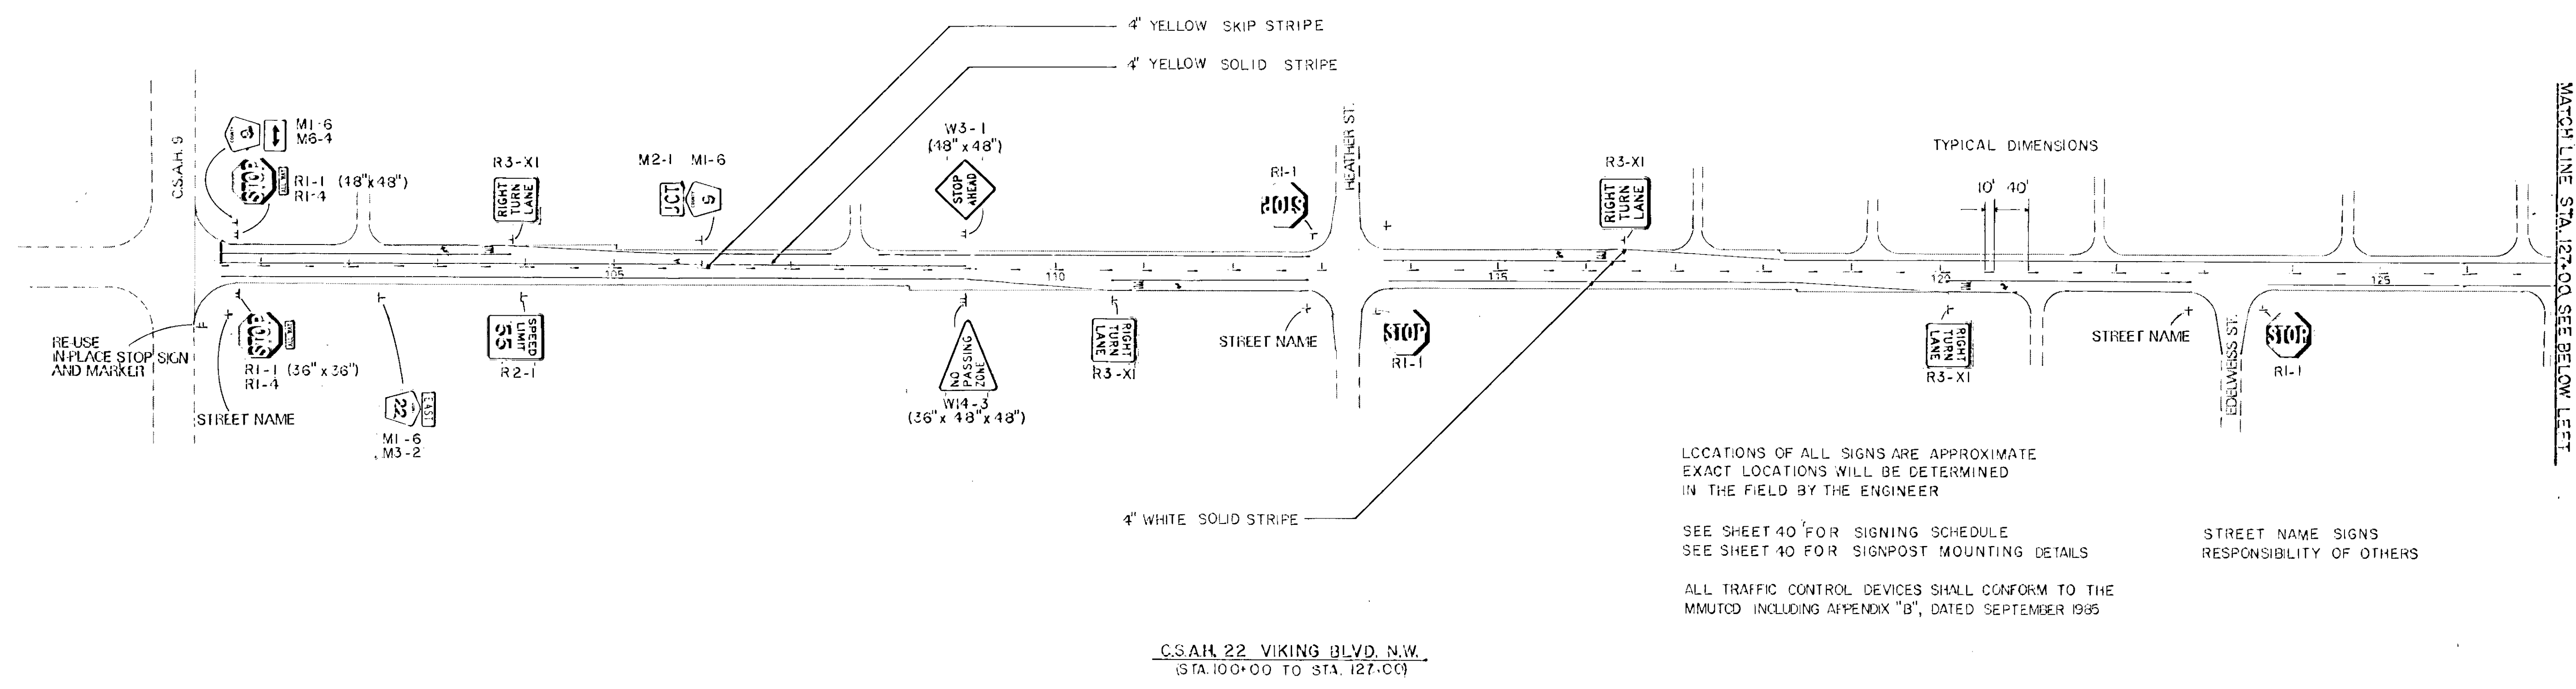 4" YELLOW SKIP STRIPE
4" YELLOW SOLID STRIPE
C.S.A.H. 9
M1-6
M6-4
STOP
ALL WAY
R1-1 (48"x48")
R1-4
R3-X1
RIGHT
TURN
LANE
M2-1 M1-6
JCT
W3-1
(48" x 48")
STOP
AHEAD
R1-1
STOP
HEATHER ST.
R3-X1
RIGHT
TURN
LANE
TYPICAL DIMENSIONS
10' 40'
MATCH LINE STA. 127+00, SEE BELOW LEFT
105
110
115
120
125
RE-USE
IN-PLACE STOP SIGN
AND MARKER
STOP
R1-1 (36" x 36")
R1-4
STREET NAME
22
EAST
M1-6
M3-2
SPEED
LIMIT
55
R2-1
NO
PASSING
ZONE
W14-3
(36" x 48" x 48")
RIGHT
TURN
LANE
R3-X1
STREET NAME
STOP
R1-1
RIGHT
TURN
LANE
R3-X1
STREET NAME
EDELWEISS ST.
STOP
R1-1
4" WHITE SOLID STRIPE
LOCATIONS OF ALL SIGNS ARE APPROXIMATE
EXACT LOCATIONS WILL BE DETERMINED
IN THE FIELD BY THE ENGINEER
SEE SHEET 40 FOR SIGNING SCHEDULE
SEE SHEET 40 FOR SIGNPOST MOUNTING DETAILS
STREET NAME SIGNS
RESPONSIBILITY OF OTHERS
ALL TRAFFIC CONTROL DEVICES SHALL CONFORM TO THE
MMUTCD INCLUDING APPENDIX "B", DATED SEPTEMBER 1985
C.S.A.H. 22 VIKING BLVD. N.W.
(STA. 100+00 TO STA. 127+00)